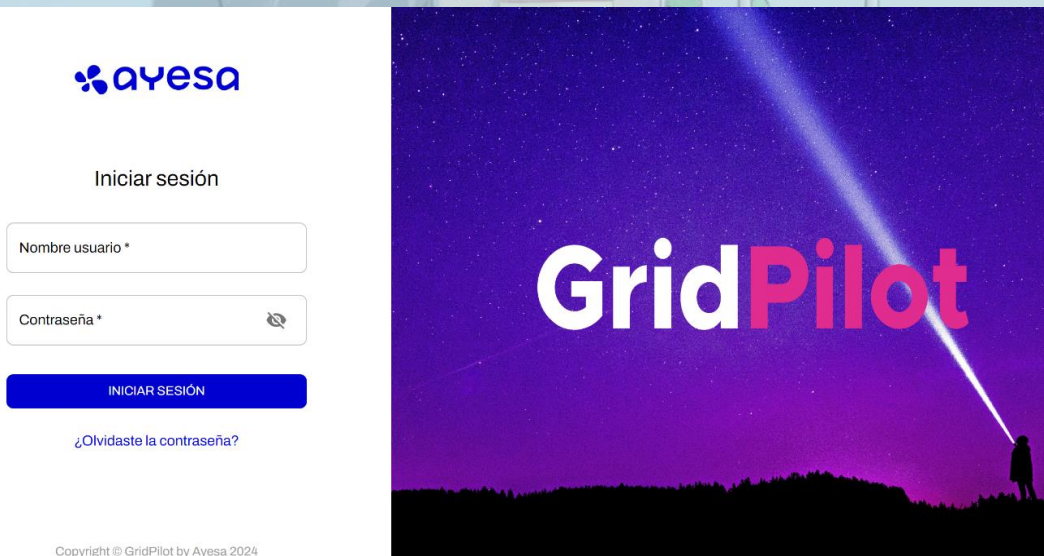 ayesa
Iniciar sesión
Nombre usuario *
Contraseña *
INICIAR SESIÓN
¿Olvidaste la contraseña?
Copyright © GridPilot by Ayesa 2024
GridPilot